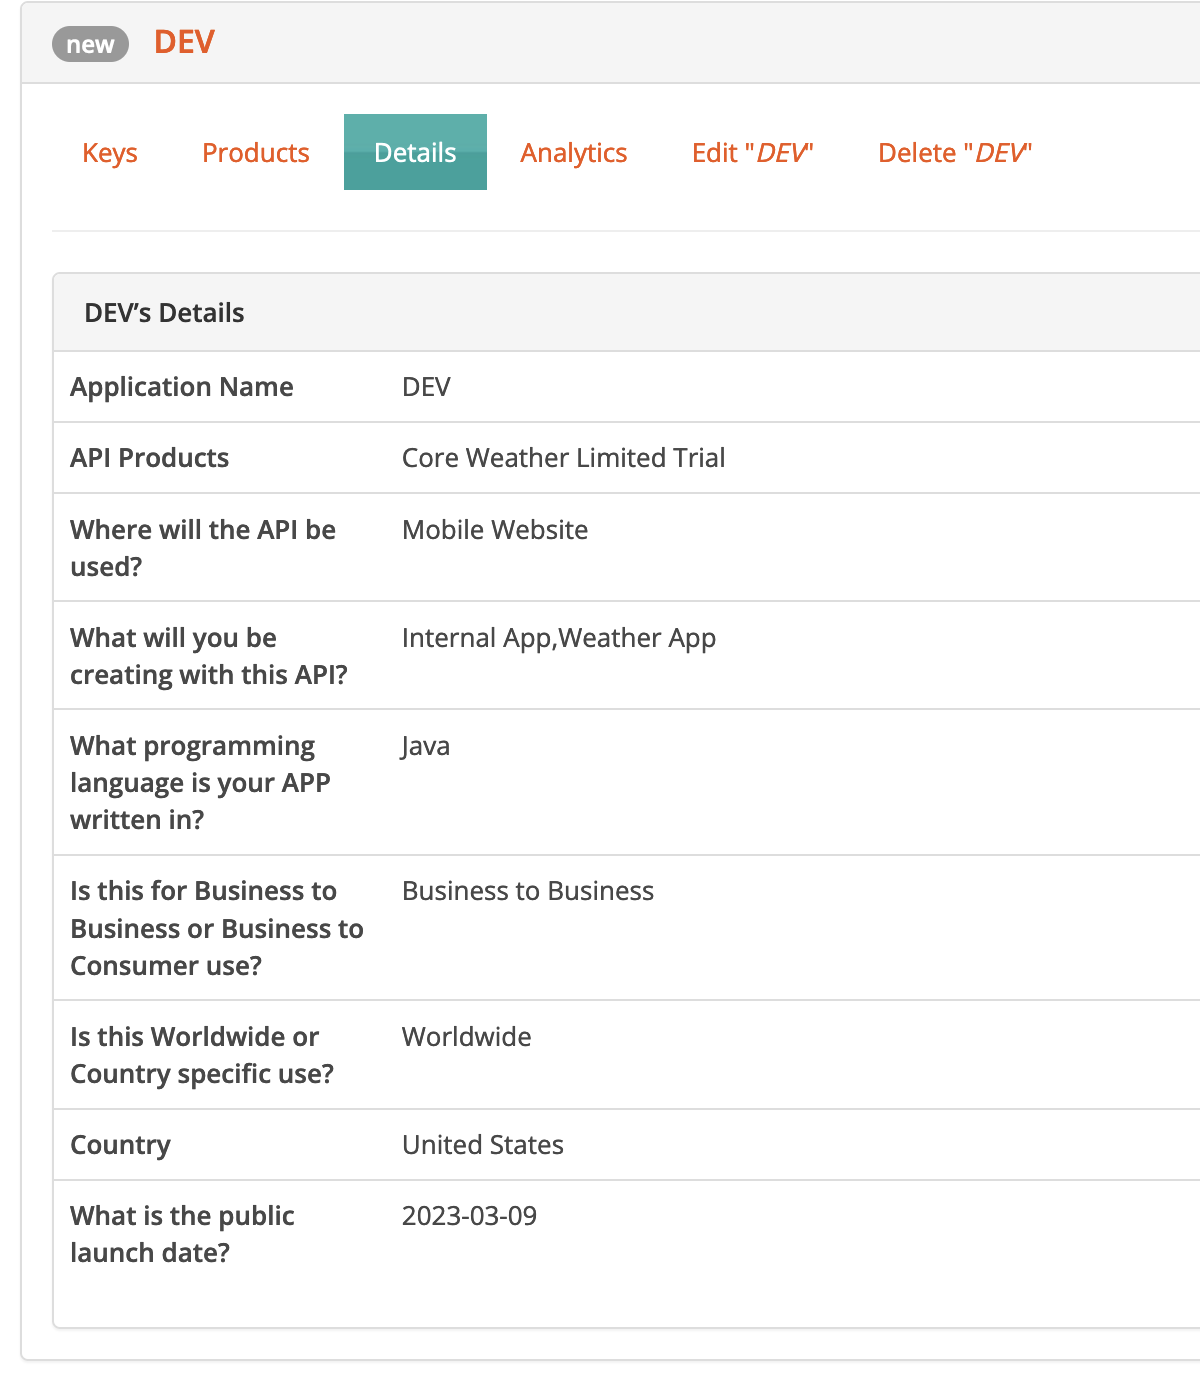 new DEV
Keys Products Details Analytics Edit "DEV" Delete "DEV"
DEV’s Details
Application Name DEV
API Products Core Weather Limited Trial
Where will the API be Mobile Website
used?
What will you be Internal App,Weather App
creating with this API?
What programming Java
language is your APP
written in?
Is this for Business to Business to Business
Business or Business to
Consumer use?
Is this Worldwide or Worldwide
Country specific use?
Country United States
What is the public 2023-03-09
launch date?